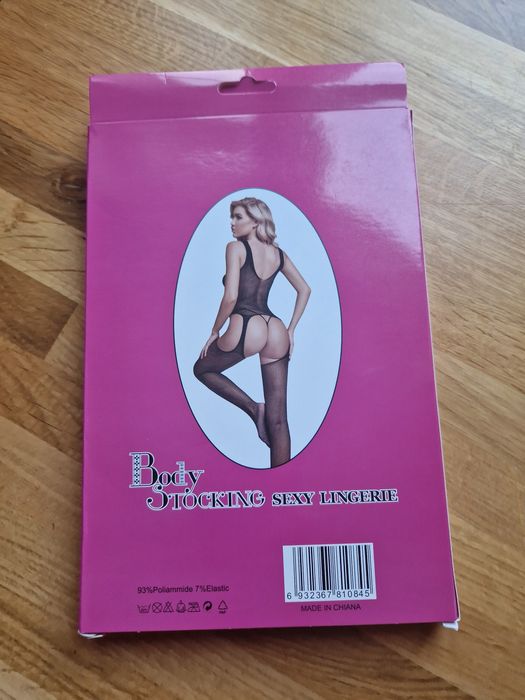 Body
STOCKING SEXY LINGERIE
93%Poliammide 7%Elastic
6 932367 810845
MADE IN CHIANA